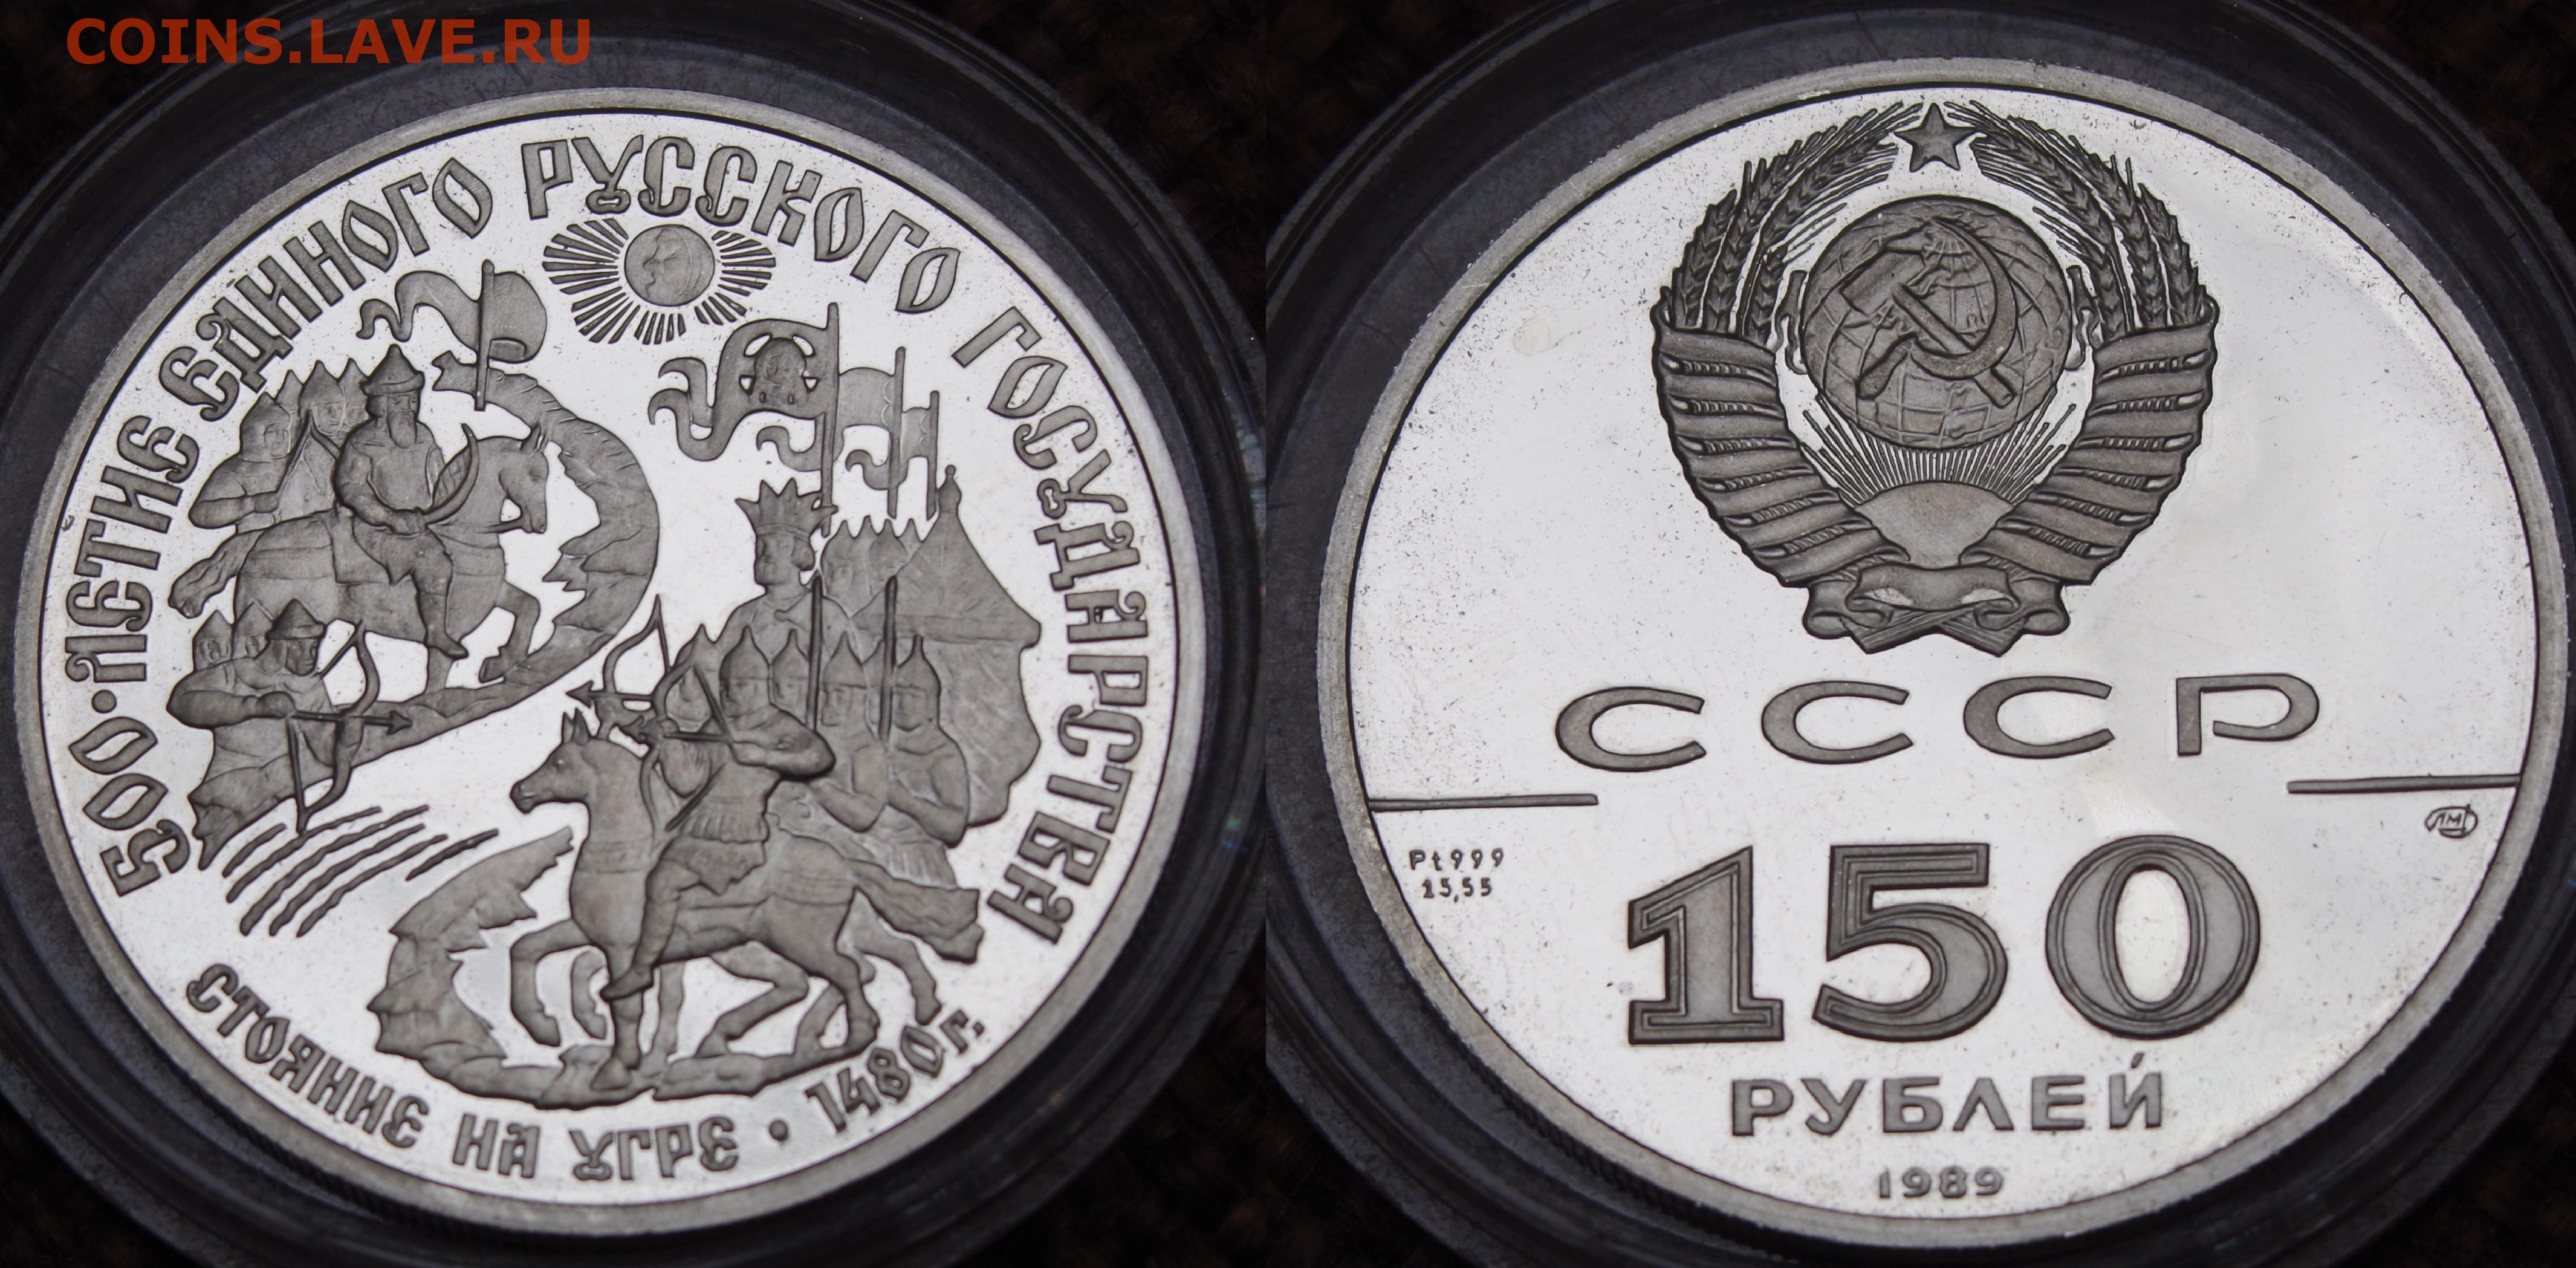 COINS.LAVE.RU
500·ЛЕТИЕ ЕДИНОГО РУССКОГО ГОСУДАРСТВА
СТОЯНИЕ НА УГРЕ · 1480 г.
СССР
Pt 999
15,55
ЛМД
150
РУБЛЕЙ
1989